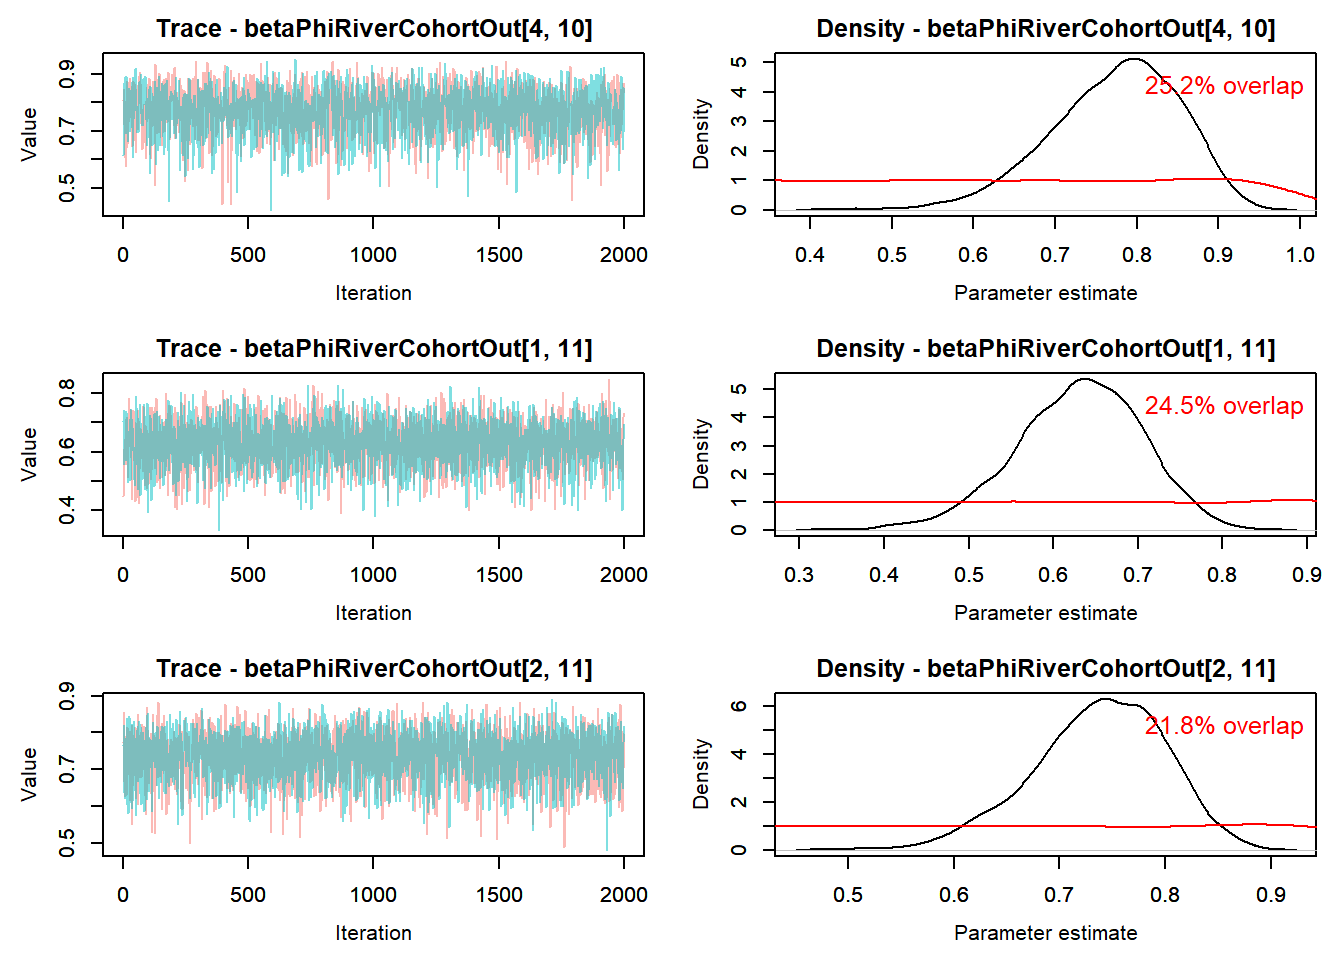 Trace - betaPhiRiverCohortOut[4, 10]
Value
0.5 0.7 0.9
0 500 1000 1500 2000
Iteration
Density - betaPhiRiverCohortOut[4, 10]
25.2% overlap
Density
0 1 2 3 4 5
0.4 0.5 0.6 0.7 0.8 0.9 1.0
Parameter estimate
Trace - betaPhiRiverCohortOut[1, 11]
Value
0.4 0.6 0.8
0 500 1000 1500 2000
Iteration
Density - betaPhiRiverCohortOut[1, 11]
24.5% overlap
Density
0 1 2 3 4 5
0.3 0.4 0.5 0.6 0.7 0.8 0.9
Parameter estimate
Trace - betaPhiRiverCohortOut[2, 11]
Value
0.5 0.7 0.9
0 500 1000 1500 2000
Iteration
Density - betaPhiRiverCohortOut[2, 11]
21.8% overlap
Density
0 2 4 6
0.5 0.6 0.7 0.8 0.9
Parameter estimate